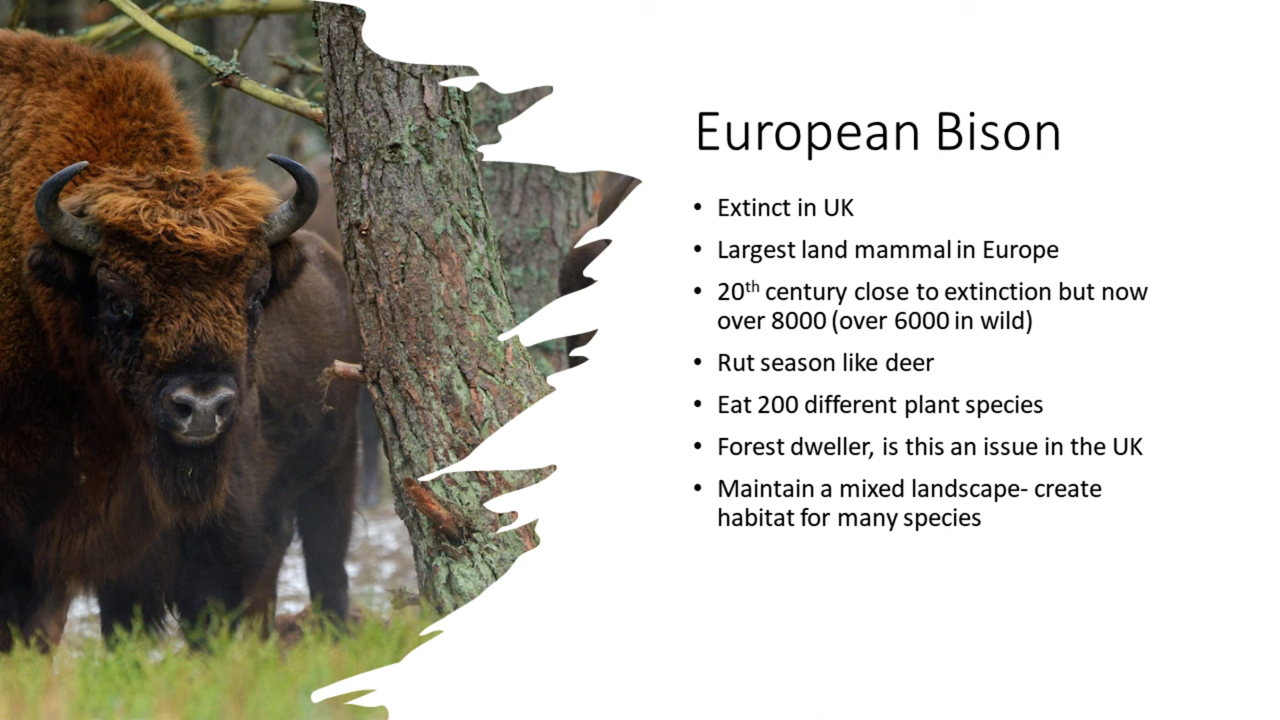 European Bison
• Extinct in UK
• Largest land mammal in Europe
• 20th century close to extinction but now
over 8000 (over 6000 in wild)
• Rut season like deer
• Eat 200 different plant species
• Forest dweller, is this an issue in the UK
• Maintain a mixed landscape- create
habitat for many species